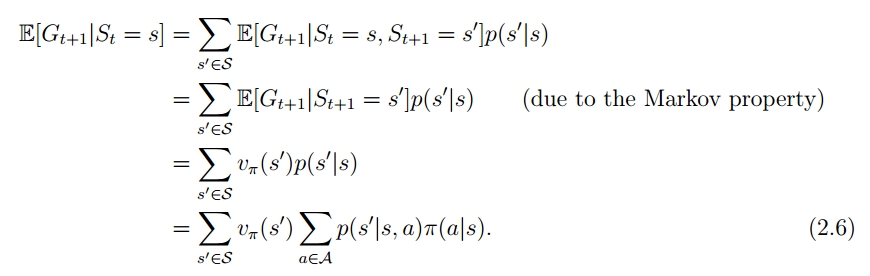 𝔼[G_{t+1}|S_t = s] = ∑_{s′∈𝒮} 𝔼[G_{t+1}|S_t = s, S_{t+1} = s′]p(s′|s)
= ∑_{s′∈𝒮} 𝔼[G_{t+1}|S_{t+1} = s′]p(s′|s) (due to the Markov property)
= ∑_{s′∈𝒮} v_π(s′)p(s′|s)
= ∑_{s′∈𝒮} v_π(s′) ∑_{a∈𝒜} p(s′|s, a)π(a|s). (2.6)